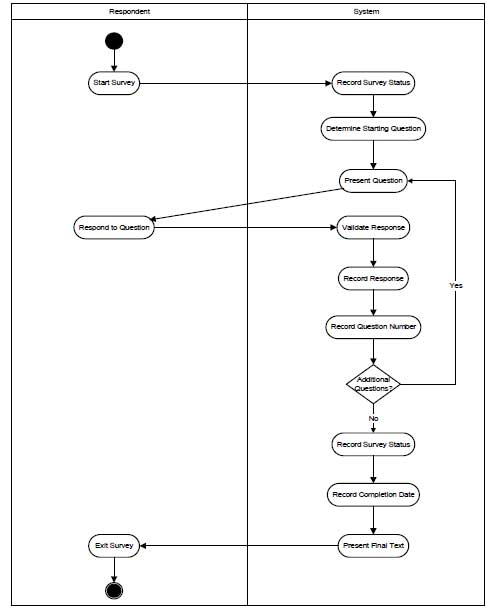 Respondent
System
Start Survey
Record Survey Status
Determine Starting Question
Present Question
Respond to Question
Validate Response
Record Response
Yes
Record Question Number
Additional
Questions?
No
Record Survey Status
Record Completion Date
Exit Survey
Present Final Text